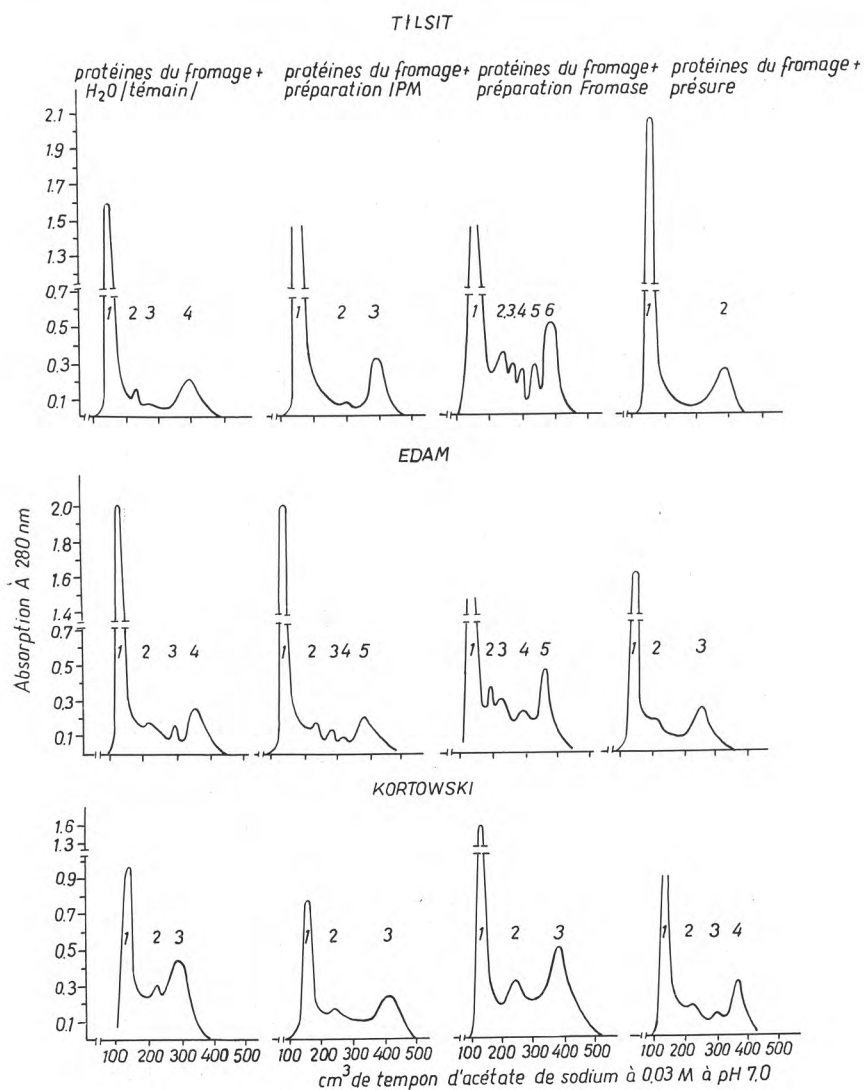 TILSIT
protéines du fromage + protéines du fromage+ protéines du fromage+ protéines du fromage +
H₂O /témain/ préparation IPM préparation Fromase présure
2.1
1.9
1.7
1.5
1.3
0.7
0.5
0.3
0.1
1 2 3 4
1 2 3
1 2.3.4 5 6
1 2
EDAM
Absorption À 280 nm
2.0
1.8
1.6
1.4
0.7
0.5
0.3
0.1
1 2 3 4
1 2 3 4 5
1 2 3 4 5
1 2 3
KORTOWSKI
1.6
1.3
0.9
0.7
0.5
0.3
0.1
1 2 3
1 2 3
1 2 3
1 2 3 4
100 200 300 400 500 100 200 300 400 500 100 200 300 400 500 100 200 300 400 500
cm³ de tempon d'acétate de sodium à 0.03 M à pH 7.0